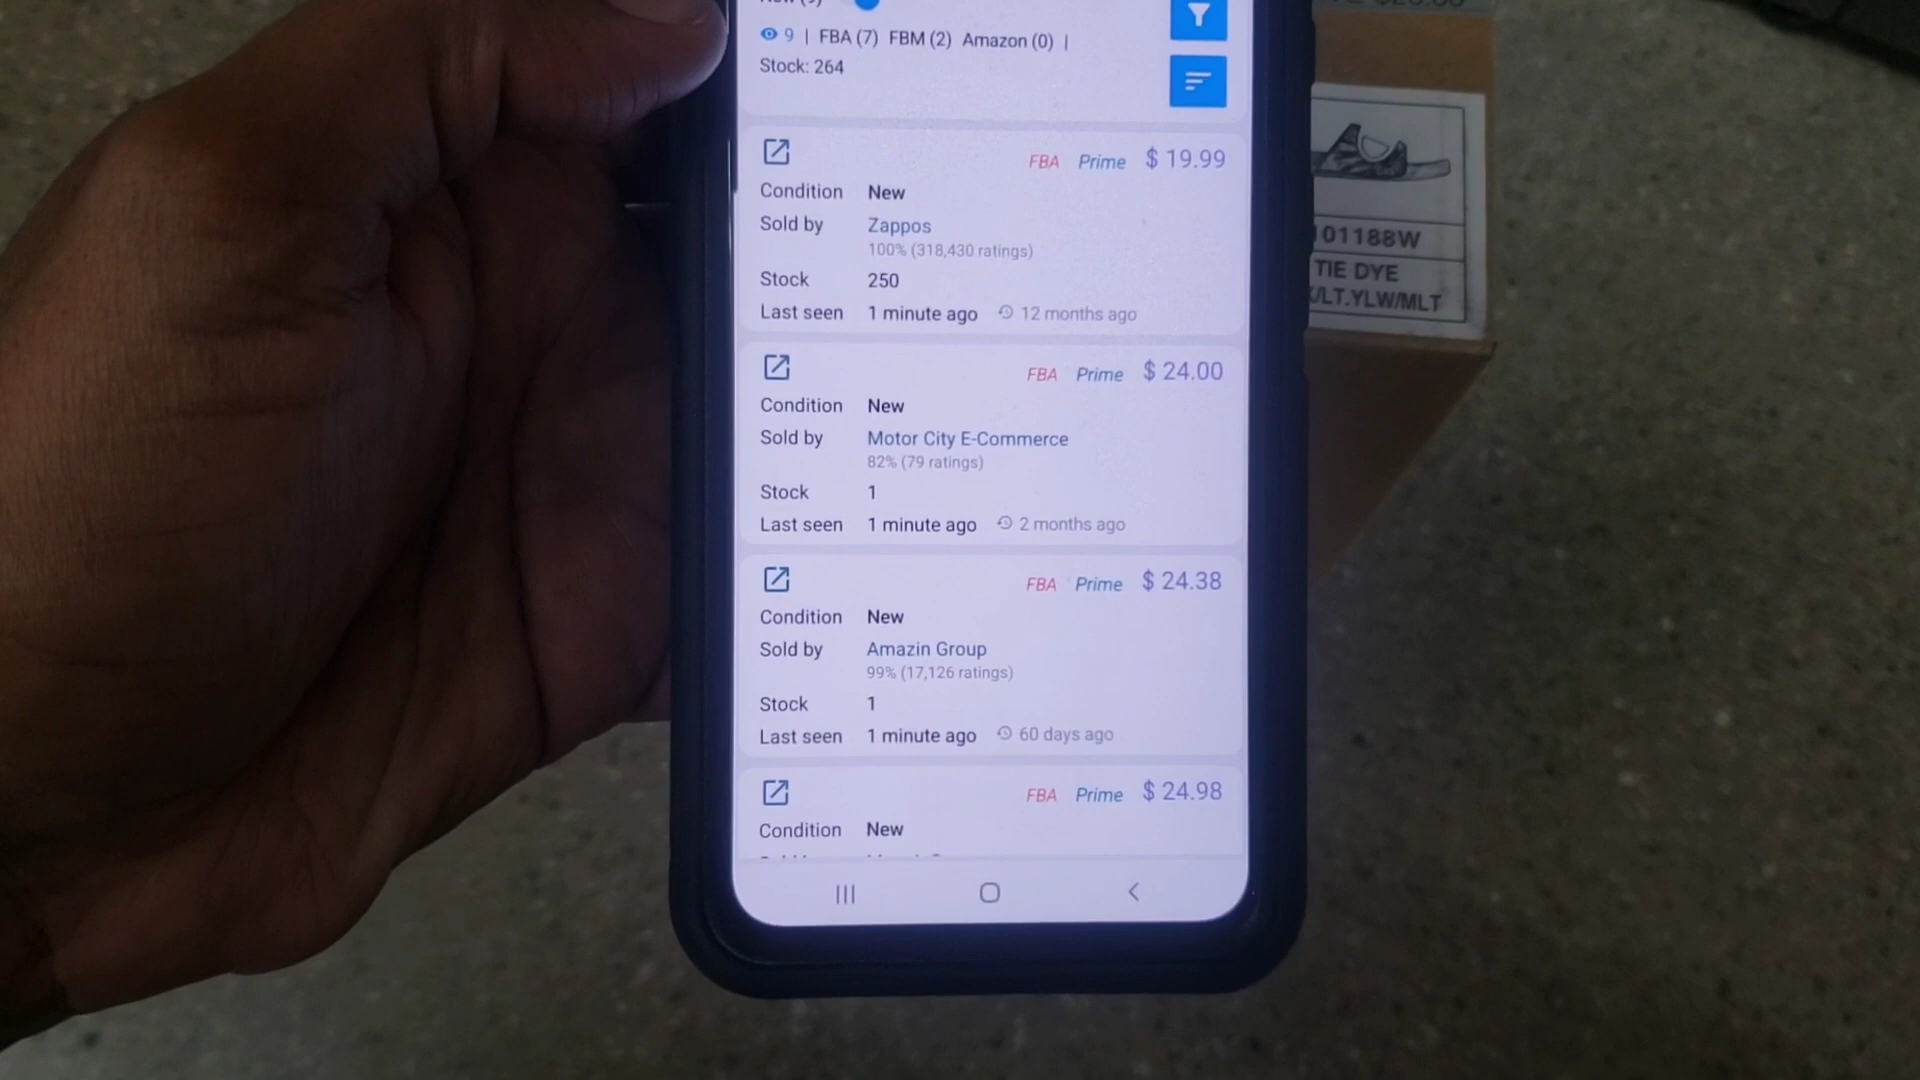 9 | FBA (7) FBM (2) Amazon (0) |
Stock: 264
FBA Prime $ 19.99
Condition New
Sold by Zappos
100% (318,430 ratings)
Stock 250
Last seen 1 minute ago 12 months ago
FBA Prime $ 24.00
Condition New
Sold by Motor City E-Commerce
82% (79 ratings)
Stock 1
Last seen 1 minute ago 2 months ago
FBA Prime $ 24.38
Condition New
Sold by Amazin Group
99% (17,126 ratings)
Stock 1
Last seen 1 minute ago 60 days ago
FBA Prime $ 24.98
Condition New
101188W
TIE DYE
/LT.YLW/MLT